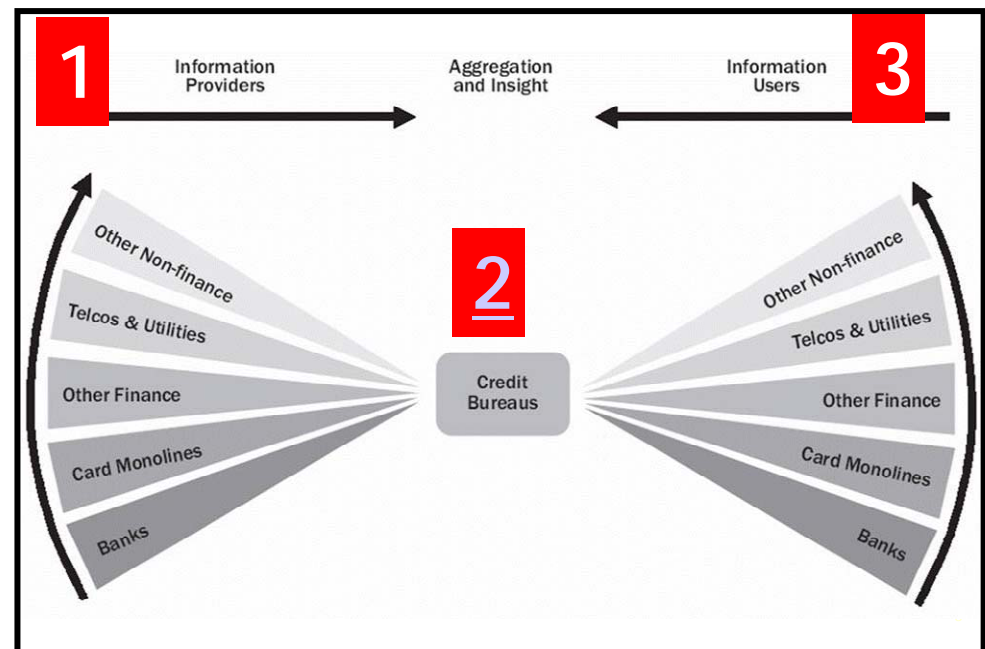 1
Information
Providers
Aggregation
and Insight
Information
Users
3
Other Non-finance
Telcos & Utilities
Other Finance
Card Monolines
Banks
2
Credit
Bureaus
Other Non-finance
Telcos & Utilities
Other Finance
Card Monolines
Banks